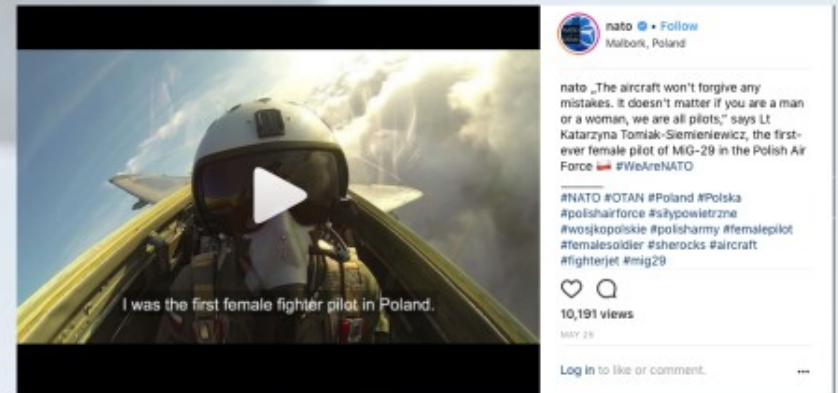 I was the first female fighter pilot in Poland.
nato • Follow
Malbork, Poland
nato „The aircraft won't forgive any
mistakes. It doesn't matter if you are a man
or a woman, we are all pilots," says Lt
Katarzyna Tomiak-Siemieniewicz, the first-
ever female pilot of MiG-29 in the Polish Air
Force 🇵🇱 #WeAreNATO
#NATO #OTAN #Poland #Polska
#polishairforce #siłypowietrzne
#wosjkopolskie #polisharmy #femalepilot
#femalesoldier #sherocks #aircraft
#fighterjet #mig29
10,191 views
MAY 29
Log in to like or comment.